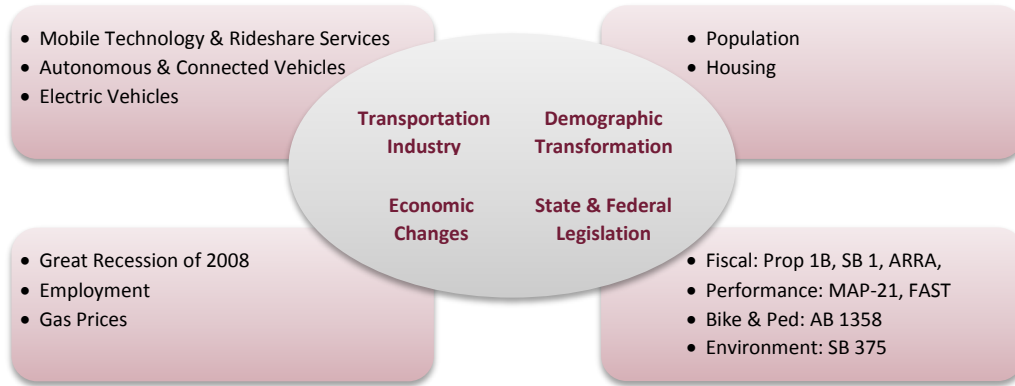 • Mobile Technology & Rideshare Services
• Autonomous & Connected Vehicles
• Electric Vehicles
• Population
• Housing
Transportation
Industry
Demographic
Transformation
Economic
Changes
State & Federal
Legislation
• Great Recession of 2008
• Employment
• Gas Prices
• Fiscal: Prop 1B, SB 1, ARRA,
• Performance: MAP-21, FAST
• Bike & Ped: AB 1358
• Environment: SB 375